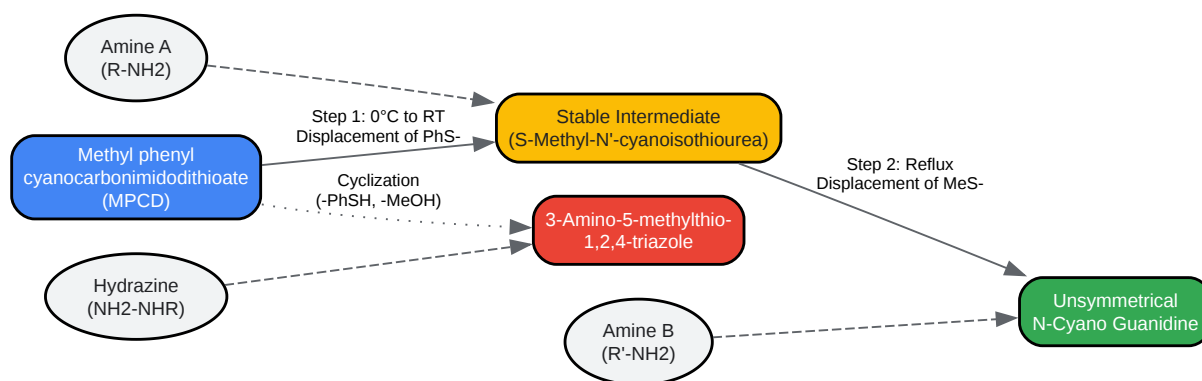 Amine A
(R-NH2)
Step 1: 0°C to RT
Displacement of PhS-
Stable Intermediate
(S-Methyl-N'-cyanoisothiourea)
Methyl phenyl
cyanocarbonimidodithioate
(MPCD)
Cyclization
(-PhSH, -MeOH)
Step 2: Reflux
Displacement of MeS-
3-Amino-5-methylthio-
1,2,4-triazole
Hydrazine
(NH2-NHR)
Amine B
(R'-NH2)
Unsymmetrical
N-Cyano Guanidine